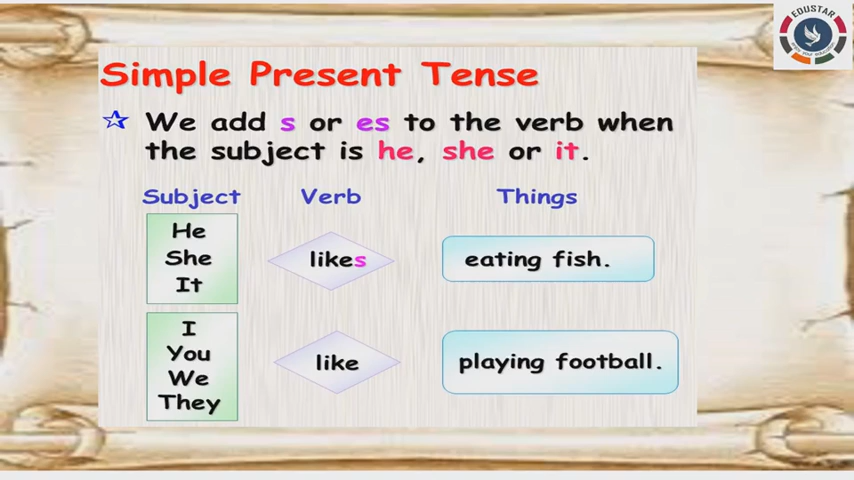 EDUSTAR
Simple Present Tense
☆ We add s or es to the verb when
the subject is he, she or it.
Subject Verb Things
He
She
It
likes
eating fish.
I
You
We
They
like
playing football.